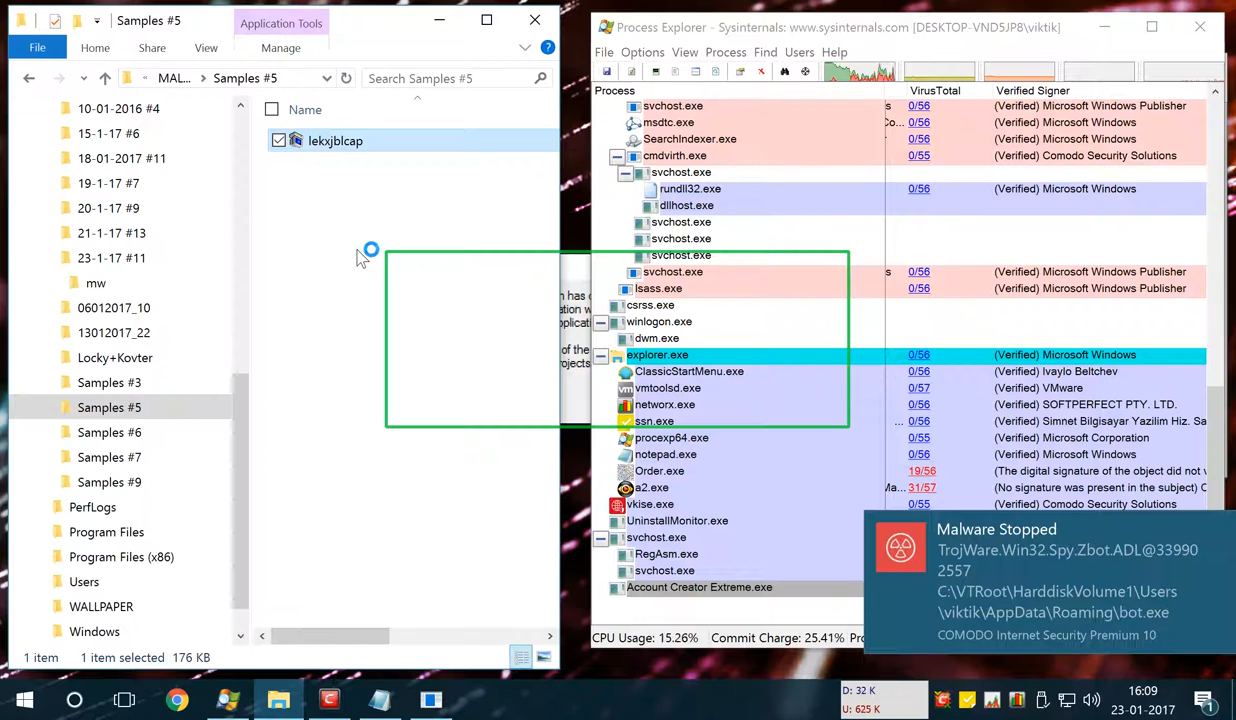 Samples #5
Application Tools
File
Home
Share
View
Manage
MAL...
Samples #5
Search Samples #5
10-01-2016 #4
15-1-17 #6
18-01-2017 #11
19-1-17 #7
20-1-17 #9
21-1-17 #13
23-1-17 #11
mw
06012017_10
13012017_22
Locky+Kovter
Samples #3
Samples #5
Samples #6
Samples #7
Samples #9
PerfLogs
Program Files
Program Files (x86)
Users
WALLPAPER
Windows
Name
lekxjblcap
1 item
1 item selected 176 KB
Process Explorer - Sysinternals: www.sysinternals.com [DESKTOP-VND5JP8\viktik]
File Options View Process Find Users Help
Process VirusTotal Verified Signer
svchost.exe s 0/56 (Verified) Microsoft Windows Publisher
msdtc.exe Co... 0/56 (Verified) Microsoft Windows
SearchIndexer.exe 0/56 (Verified) Microsoft Windows
cmdvirth.exe 0/55 (Verified) Comodo Security Solutions
svchost.exe
rundll32.exe 0/56 (Verified) Microsoft Windows
dllhost.exe
svchost.exe
svchost.exe
svchost.exe
svchost.exe s 0/56 (Verified) Microsoft Windows Publisher
lsass.exe 0/56 (Verified) Microsoft Windows Publisher
csrss.exe
winlogon.exe
dwm.exe
explorer.exe 0/56 (Verified) Microsoft Windows
ClassicStartMenu.exe 0/56 (Verified) Ivaylo Beltchev
vmtoolsd.exe 0/57 (Verified) VMware
networx.exe 0/56 (Verified) SOFTPERFECT PTY. LTD.
ssn.exe ... 0/56 (Verified) Simnet Bilgisayar Yazilim Hiz. Sa
procexp64.exe 0/55 (Verified) Microsoft Corporation
notepad.exe 0/56 (Verified) Microsoft Windows
Order.exe 19/56 (The digital signature of the object did not v
a2.exe Ma... 31/57 (No signature was present in the subject) C
vkise.exe 0/55 (Verified) Comodo Security Solutions
UninstallMonitor.exe
svchost.exe
RegAsm.exe
svchost.exe
Account Creator Extreme.exe
CPU Usage: 15.26% Commit Charge: 25.41% Pro
n has
ation w
pplicati
of the
rojects
Malware Stopped
TrojWare.Win32.Spy.Zbot.ADL@33990
2557
C:\VTRoot\HarddiskVolume1\Users
\viktik\AppData\Roaming\bot.exe
COMODO Internet Security Premium 10
D: 32 K
U: 625 K
16:09
23-01-2017
1